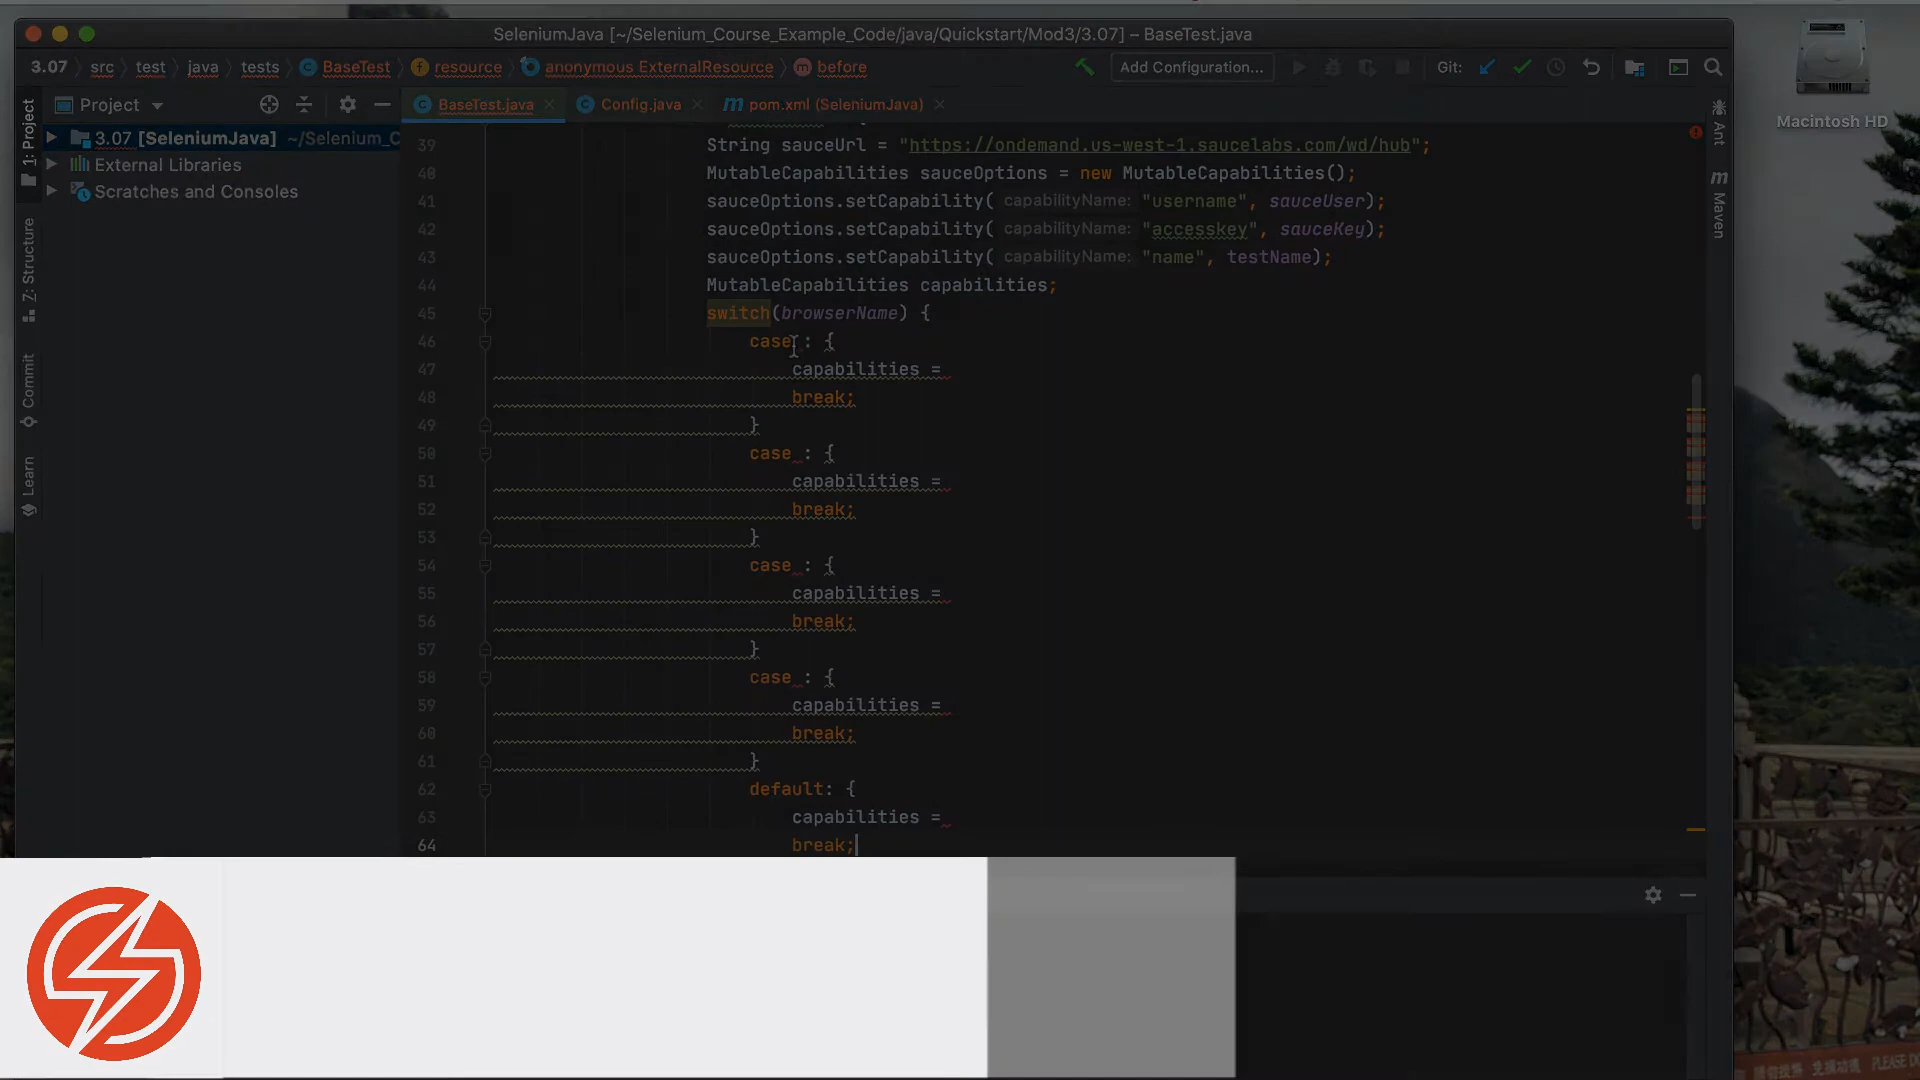 SeleniumJava [~/Selenium_Course_Example_Code/java/Quickstart/Mod3/3.07] – BaseTest.java
3.07 src test java tests BaseTest resource anonymous ExternalResource before Add Configuration... Git:
Project BaseTest.java Config.java pom.xml (SeleniumJava)
3.07 [SeleniumJava] ~/Selenium_C
External Libraries
Scratches and Consoles
1: Project
7: Structure
Commit
Learn
39 String sauceUrl = "https://ondemand.us-west-1.saucelabs.com/wd/hub";
40 MutableCapabilities sauceOptions = new MutableCapabilities();
41 sauceOptions.setCapability( capabilityName: "username", sauceUser);
42 sauceOptions.setCapability( capabilityName: "accesskey", sauceKey);
43 sauceOptions.setCapability( capabilityName: "name", testName);
44 MutableCapabilities capabilities;
45 switch(browserName) {
46 case : {
47 capabilities =
48 break;
49 }
50 case : {
51 capabilities =
52 break;
53 }
54 case : {
55 capabilities =
56 break;
57 }
58 case : {
59 capabilities =
60 break;
61 }
62 default: {
63 capabilities =
64 break;
Ant
m Maven
Macintosh HD
PLEASE DO